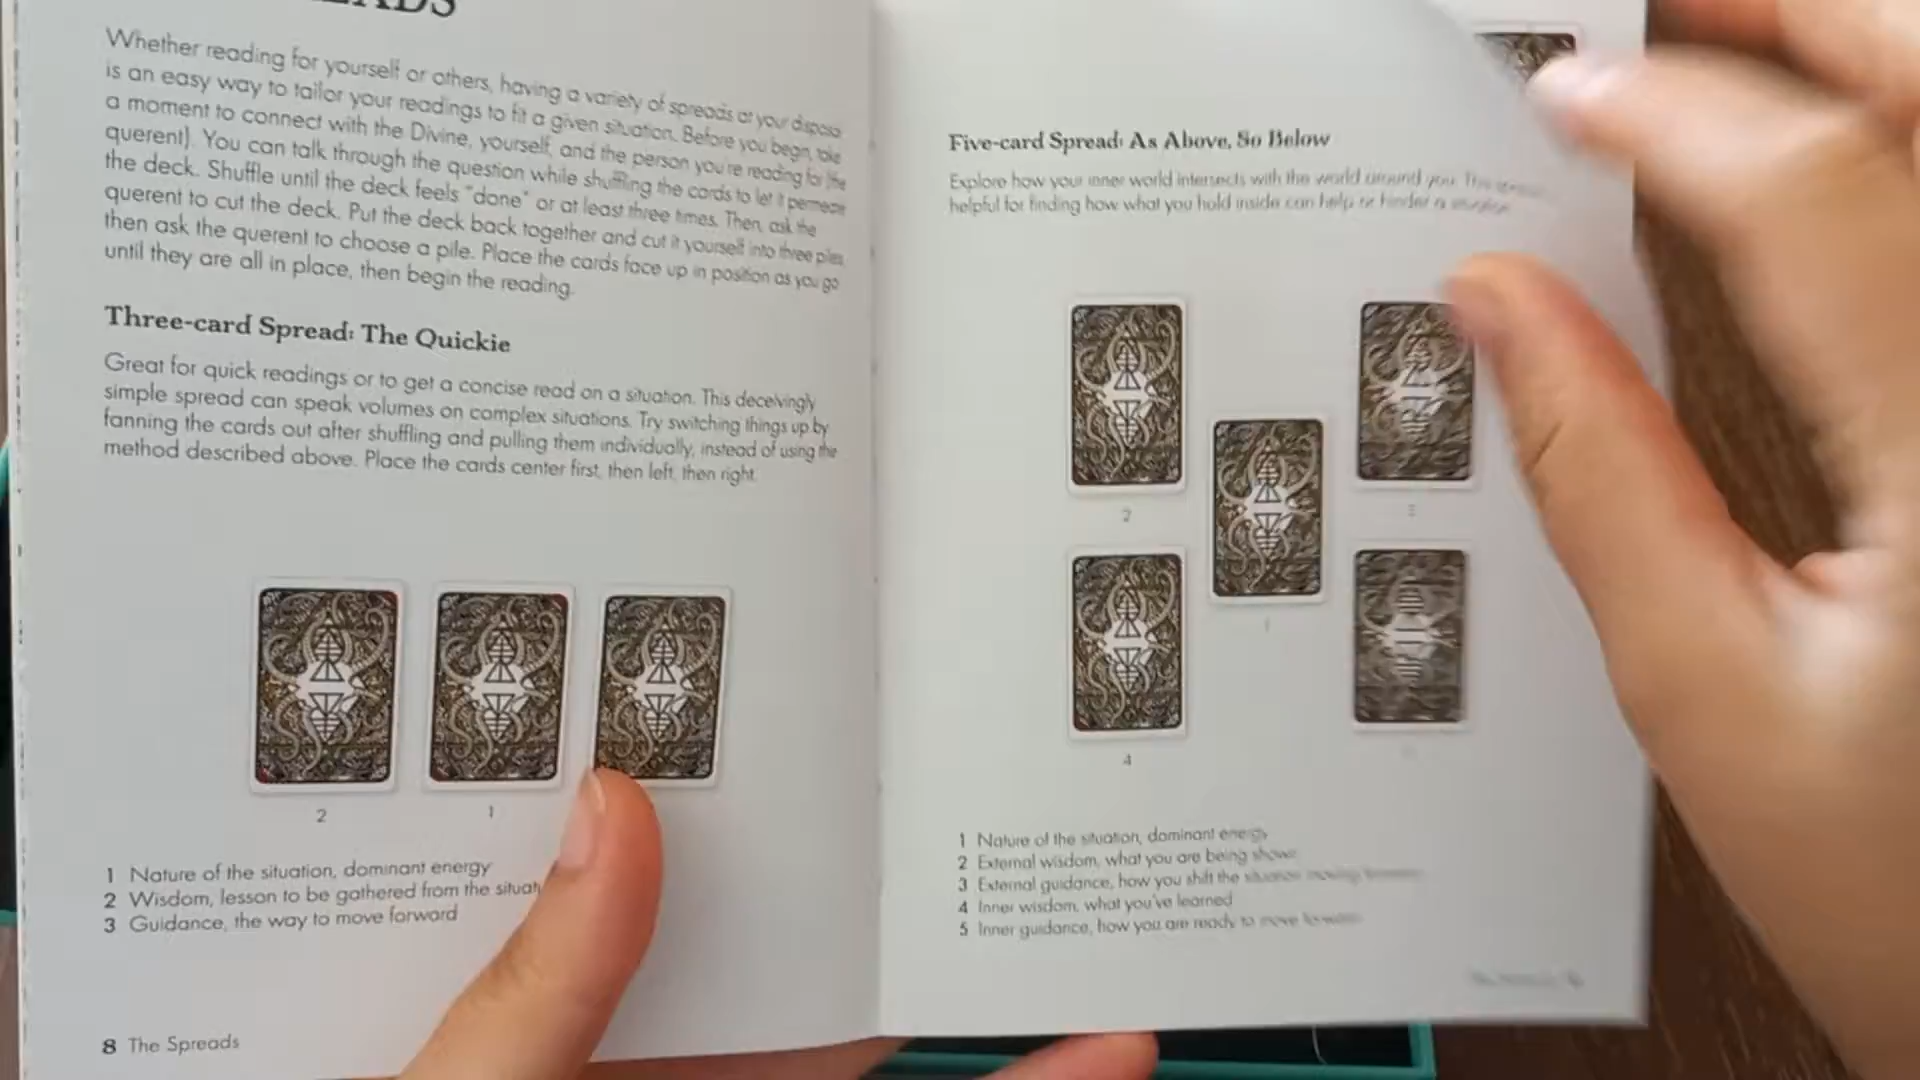 Whether reading for yourself or others, having a variety of spreads at your
is an easy way to tailor your readings to fit a given situation. Before you begin, take
a moment to connect with the Divine, yourself, and the person you're reading for (the
querent). You can talk through the question while shuffling the cards to let it permeate
the deck. Shuffle until the deck feels "done" or at least three times. Then, ask the
querent to cut the deck. Put the deck back together and cut it yourself into three piles
then ask the querent to choose a pile. Place the cards face up in position as you go
until they are all in place, then begin the reading.
Three-card Spread: The Quickie
Great for quick readings or to get a concise read on a situation. This deceivingly
simple spread can speak volumes on complex situations. Try switching things up by
fanning the cards out after shuffling and pulling them individually, instead of using the
method described above. Place the cards center first, then left, then right.
2
1
1 Nature of the situation, dominant energy
2 Wisdom, lesson to be gathered from the
3 Guidance, the way to move forward
8 The Spreads
Five-card Spread: As Above, So Below
Explore how your inner world intersects with the world around you. This
helpful for finding how what you hold inside can help or hinder a
2
3
1
4
1 Nature of the situation, dominant energy
2 External wisdom, what you are being shown
3 External guidance, how you shift the situation moving
4 Inner wisdom, what you've learned
5 Inner guidance, how you are ready to move forward